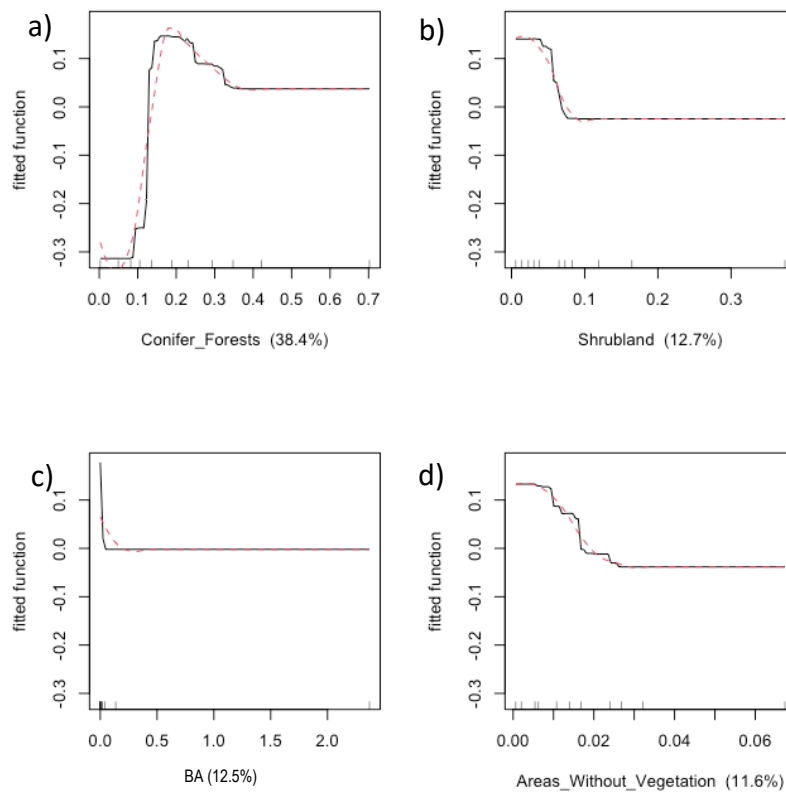 a)
0.1
0.0
-0.1
-0.2
-0.3
fitted function
0.0 0.1 0.2 0.3 0.4 0.5 0.6 0.7
Conifer_Forests (38.4%)
b)
0.1
0.0
-0.1
-0.2
-0.3
fitted function
0.0 0.1 0.2 0.3
Shrubland (12.7%)
c)
0.1
0.0
-0.1
-0.2
-0.3
fitted function
0.0 0.5 1.0 1.5 2.0
BA (12.5%)
d)
0.1
0.0
-0.1
-0.2
-0.3
fitted function
0.00 0.02 0.04 0.06
Areas_Without_Vegetation (11.6%)